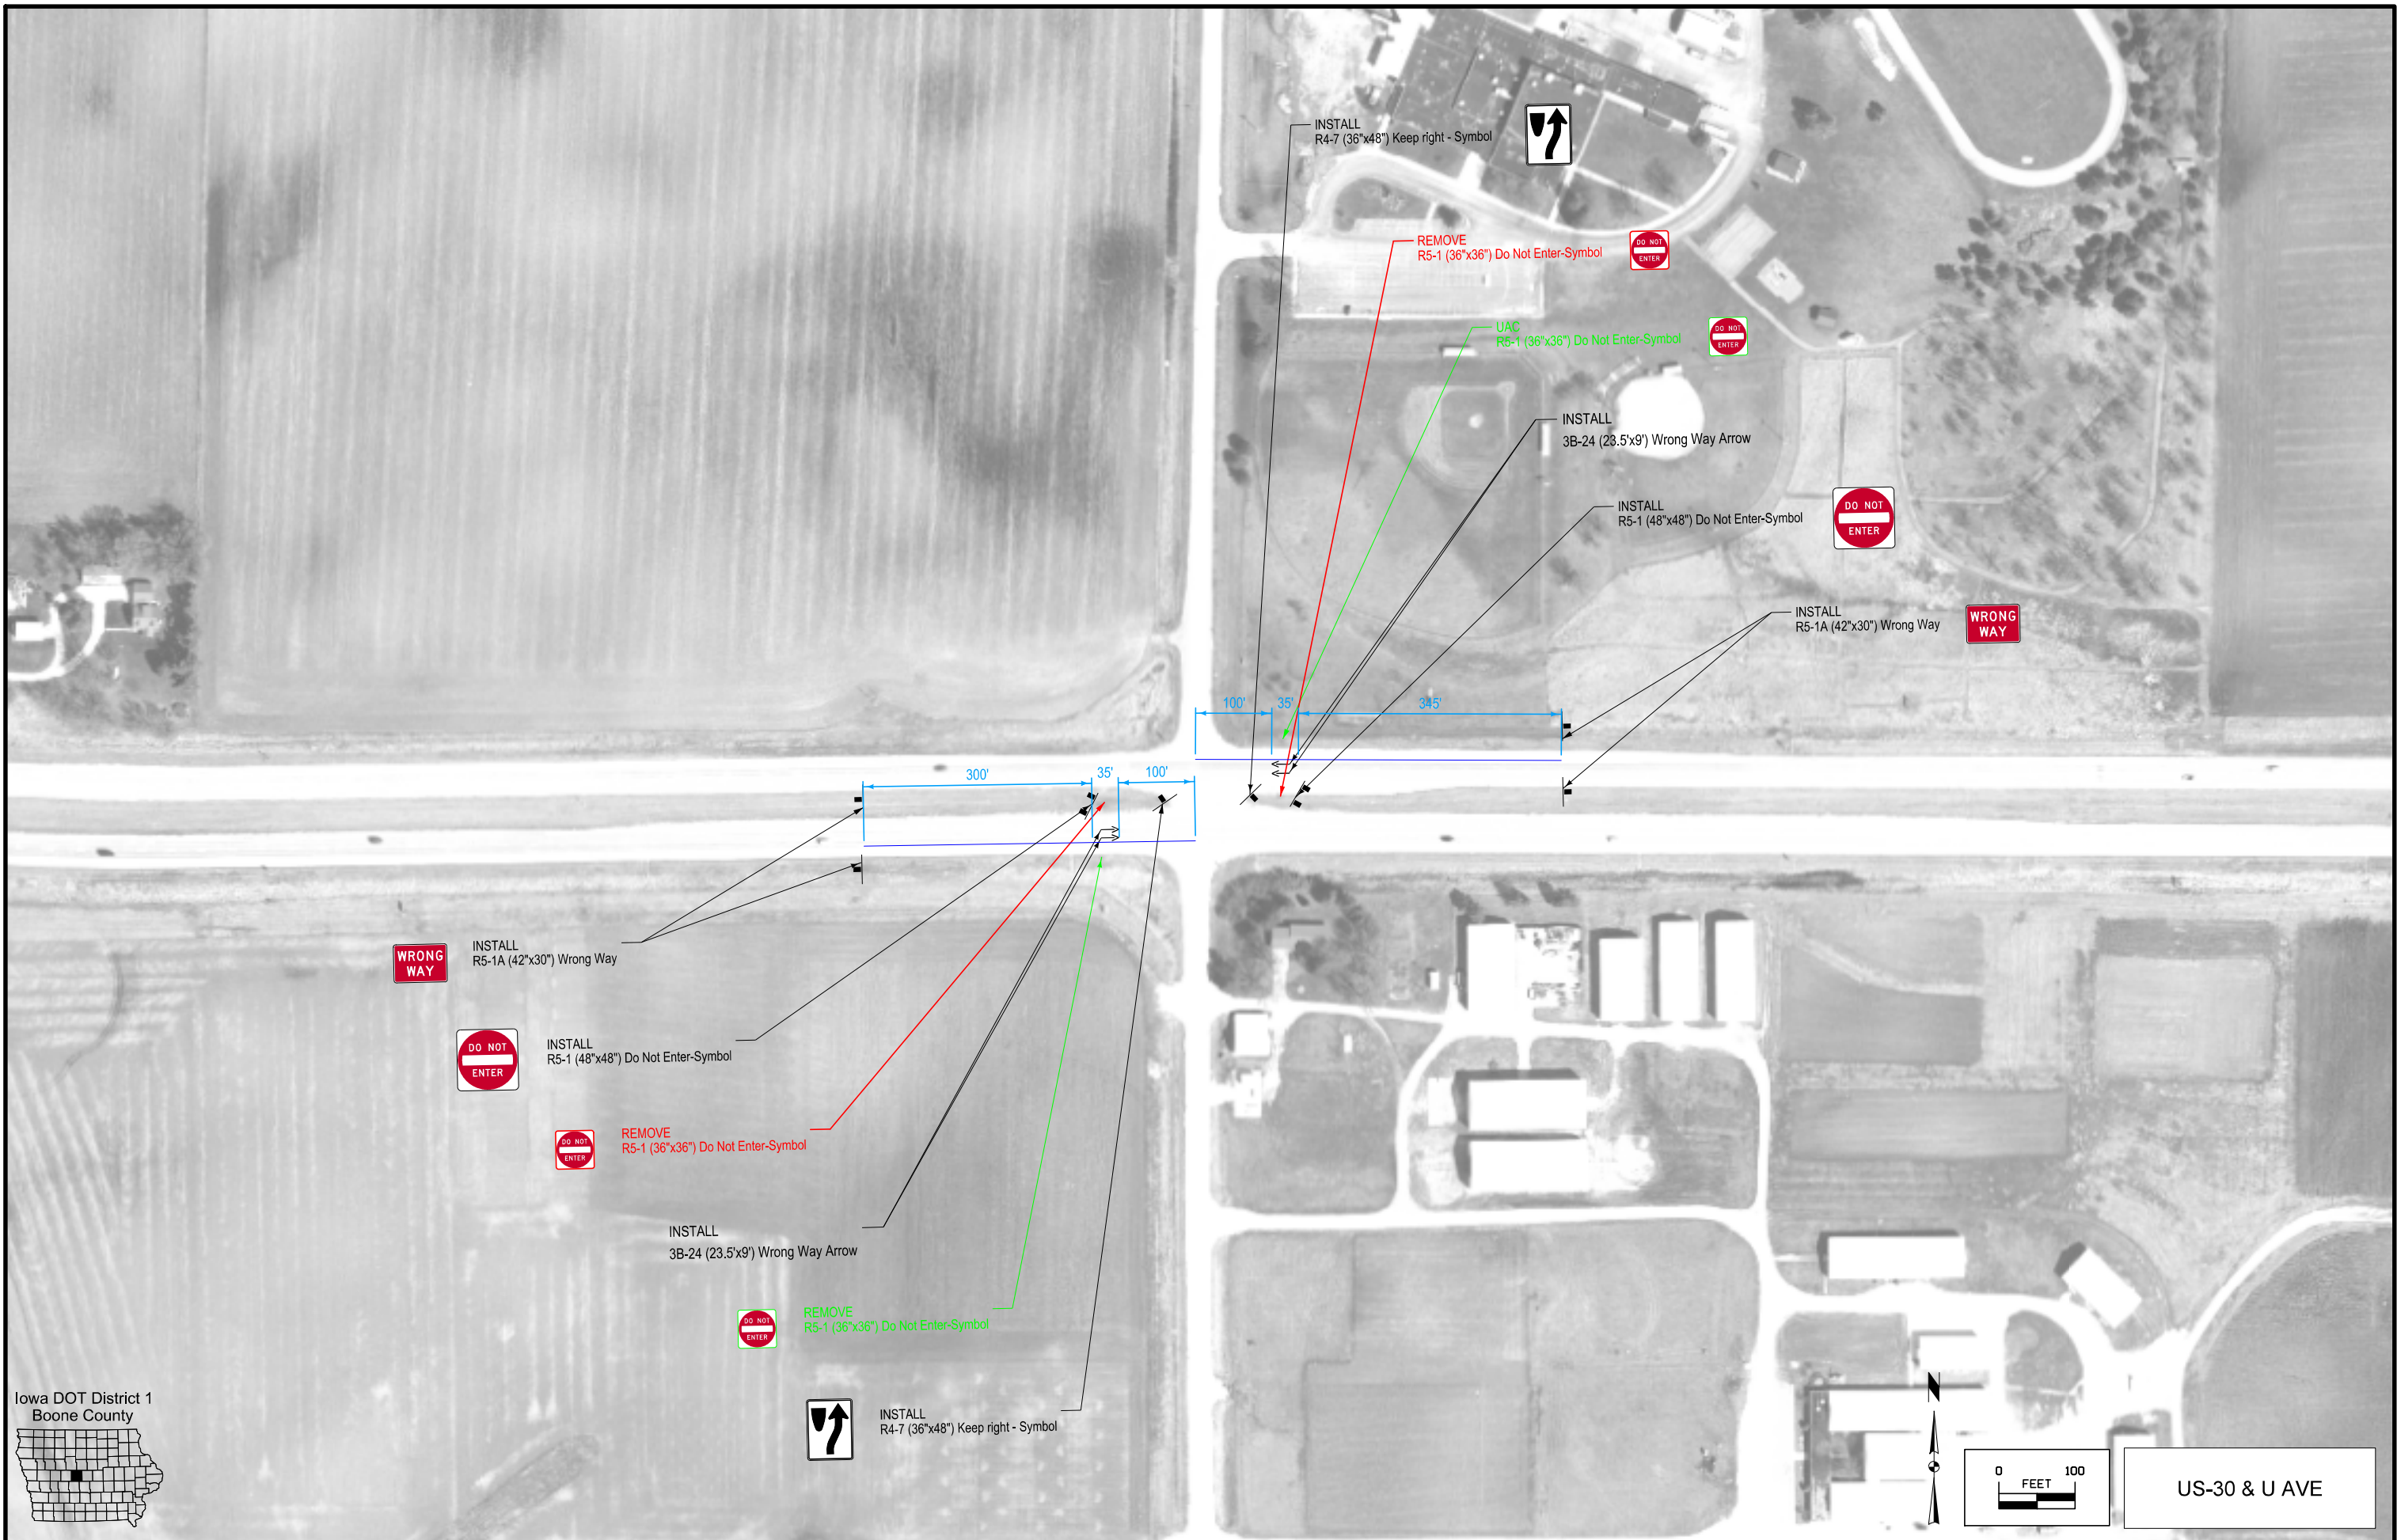 INSTALL
R4-7 (36"x48") Keep right - Symbol
REMOVE
R5-1 (36"x36") Do Not Enter-Symbol
DO NOT
ENTER
UAC
R5-1 (36"x36") Do Not Enter-Symbol
DO NOT
ENTER
INSTALL
3B-24 (23.5'x9') Wrong Way Arrow
INSTALL
R5-1 (48"x48") Do Not Enter-Symbol
DO NOT
ENTER
INSTALL
R5-1A (42"x30") Wrong Way
WRONG
WAY
100' 35' 345'
300' 35' 100'
WRONG
WAY
INSTALL
R5-1A (42"x30") Wrong Way
DO NOT
ENTER
INSTALL
R5-1 (48"x48") Do Not Enter-Symbol
DO NOT
ENTER
REMOVE
R5-1 (36"x36") Do Not Enter-Symbol
INSTALL
3B-24 (23.5'x9') Wrong Way Arrow
DO NOT
ENTER
REMOVE
R5-1 (36"x36") Do Not Enter-Symbol
INSTALL
R4-7 (36"x48") Keep right - Symbol
Iowa DOT District 1
Boone County
N
0 100
FEET
US-30 & U AVE